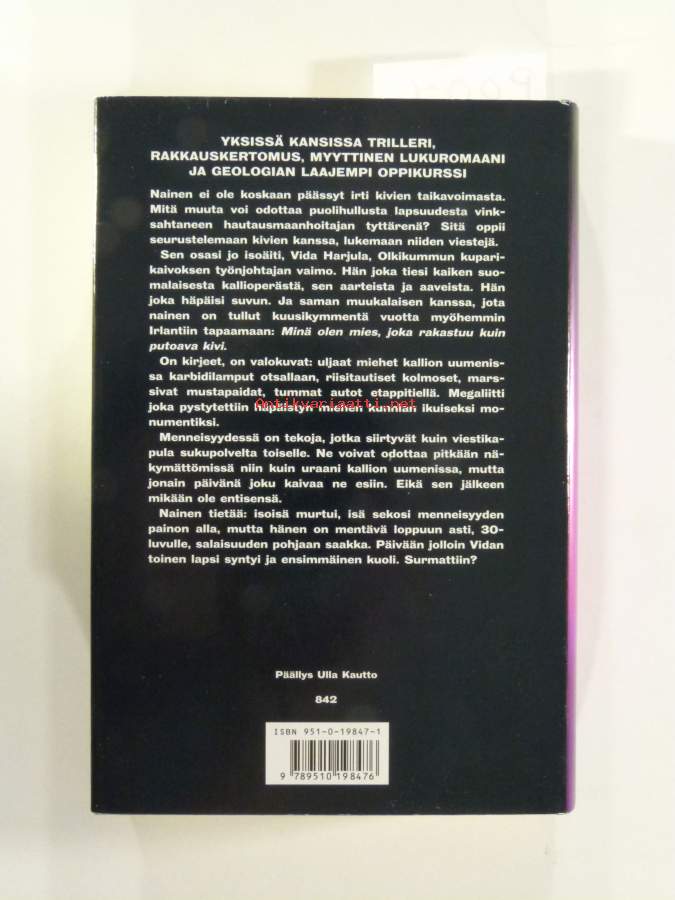 YKSISSÄ KANSISSA TRILLERI,
RAKKAUSKERTOMUS, MYYTTINEN LUKUROMAANI
JA GEOLOGIAN LAAJEMPI OPPIKURSSI
Nainen ei ole koskaan päässyt irti kivien taikavoimasta.
Mitä muuta voi odottaa puolihullusta lapsuudesta vink-
sahtaneen hautausmaanhoitajan tyttärenä? Sitä oppii
seurustelemaan kivien kanssa, lukemaan niiden viestejä.
Sen osasi jo isoäiti, Vida Harjula, Olkikummun kupari-
kaivoksen työnjohtajan vaimo. Hän joka tiesi kaiken suo-
malaisesta kallioperästä, sen aarteista ja aaveista. Hän
joka häpäisi suvun. Ja saman muukalaisen kanssa, jota
nainen on tullut kuusikymmentä vuotta myöhemmin
Irlantiin tapaamaan: Minä olen mies, joka rakastuu kuin
putoava kivi.
On kirjeet, on valokuvat: uljaat miehet kallion uumenis-
sa karbidilamput otsallaan, riisitautiset kolmoset, mars-
sivat mustapaidat, tummat autot etappitiellä. Megaliitti
Antikvariaatti.net
joka pystytettiin häpäistyn miehen kunnian ikuiseksi mo-
numentiksi.
Menneisyydessä on tekoja, jotka siirtyvät kuin viestika-
pula sukupolvelta toiselle. Ne voivat odottaa pitkään nä-
kymättömissä niin kuin uraani kallion uumenissa, mutta
jonain päivänä joku kaivaa ne esiin. Eikä sen jälkeen
mikään ole entisensä.
Nainen tietää: isoisä murtui, isä sekosi menneisyyden
painon alla, mutta hänen on mentävä loppuun asti, 30-
luvulle, salaisuuden pohjaan saakka. Päivään jolloin Vidan
toinen lapsi syntyi ja ensimmäinen kuoli. Surmattiin?
Päällys Ulla Kautto
842
ISBN 951-0-19847-1
9 789510 198476